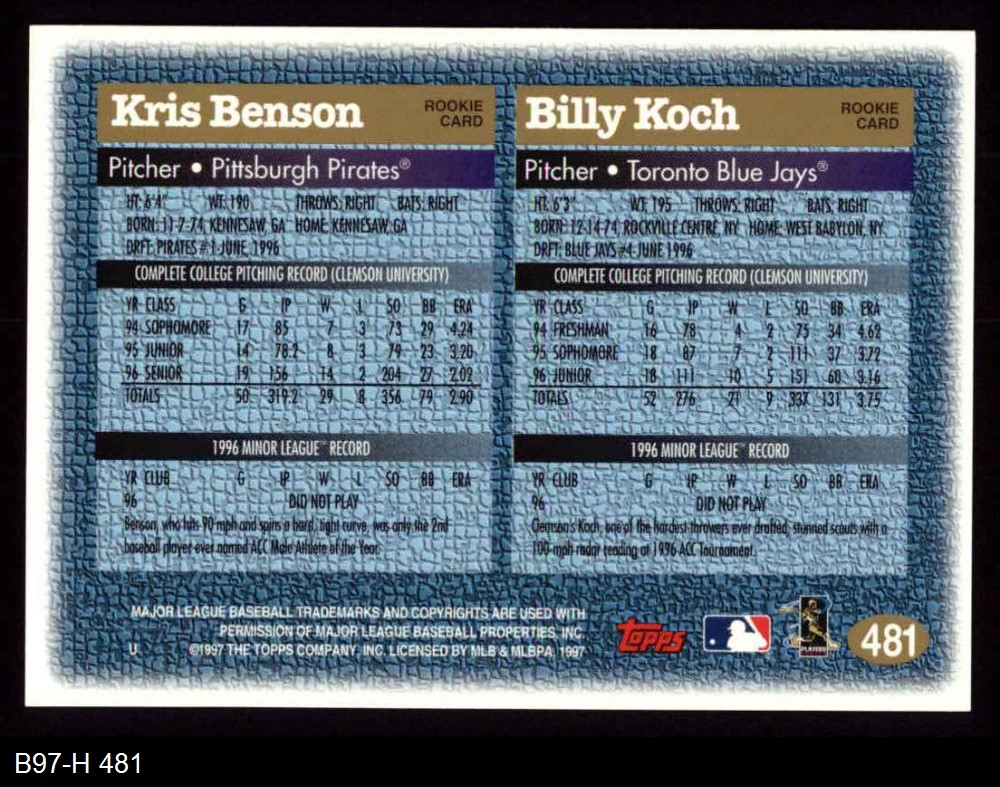 Kris Benson ROOKIE CARD
Pitcher • Pittsburgh Pirates®
HT: 6'4" WT: 190 THROWS: RIGHT BATS: RIGHT
BORN: 11-7-74, KENNESAW, GA HOME: KENNESAW, GA
DRFT: PIRATES #1-JUNE, 1996
COMPLETE COLLEGE PITCHING RECORD (CLEMSON UNIVERSITY)
YR CLASS G IP W L SO BB ERA
94 SOPHOMORE 17 85 7 3 73 29 4.24
95 JUNIOR 14 78.2 8 3 79 23 3.20
96 SENIOR 19 156 14 2 204 27 2.02
TOTALS 50 319.2 29 8 356 79 2.90
1996 MINOR LEAGUE™ RECORD
YR CLUB G IP W L SO BB ERA
96 DID NOT PLAY
Benson, who hits 90 mph and spins a hard, tight curve, was only the 2nd
baseball player ever named ACC Male Athlete of the Year.
Billy Koch ROOKIE CARD
Pitcher • Toronto Blue Jays®
HT: 6'3" WT: 195 THROWS: RIGHT BATS: RIGHT
BORN: 12-14-74, ROCKVILLE CENTRE, NY HOME: WEST BABYLON, NY
DRFT: BLUE JAYS #4-JUNE 1996
COMPLETE COLLEGE PITCHING RECORD (CLEMSON UNIVERSITY)
YR CLASS G IP W L SO BB ERA
94 FRESHMAN 16 78 4 2 75 34 4.62
95 SOPHOMORE 18 87 7 2 111 37 3.72
96 JUNIOR 18 111 10 5 151 60 3.16
TOTALS 52 276 21 9 337 131 3.75
1996 MINOR LEAGUE™ RECORD
YR CLUB G IP W L SO BB ERA
96 DID NOT PLAY
Clemson's Koch, one of the hardest throwers ever drafted, stunned scouts with a
100-mph radar reading at 1996 ACC Tournament.
MAJOR LEAGUE BASEBALL TRADEMARKS AND COPYRIGHTS ARE USED WITH
PERMISSION OF MAJOR LEAGUE BASEBALL PROPERTIES, INC.
U ©1997 THE TOPPS COMPANY, INC. LICENSED BY MLB & MLBPA, 1997
Topps
PLAYERS
481
B97-H 481